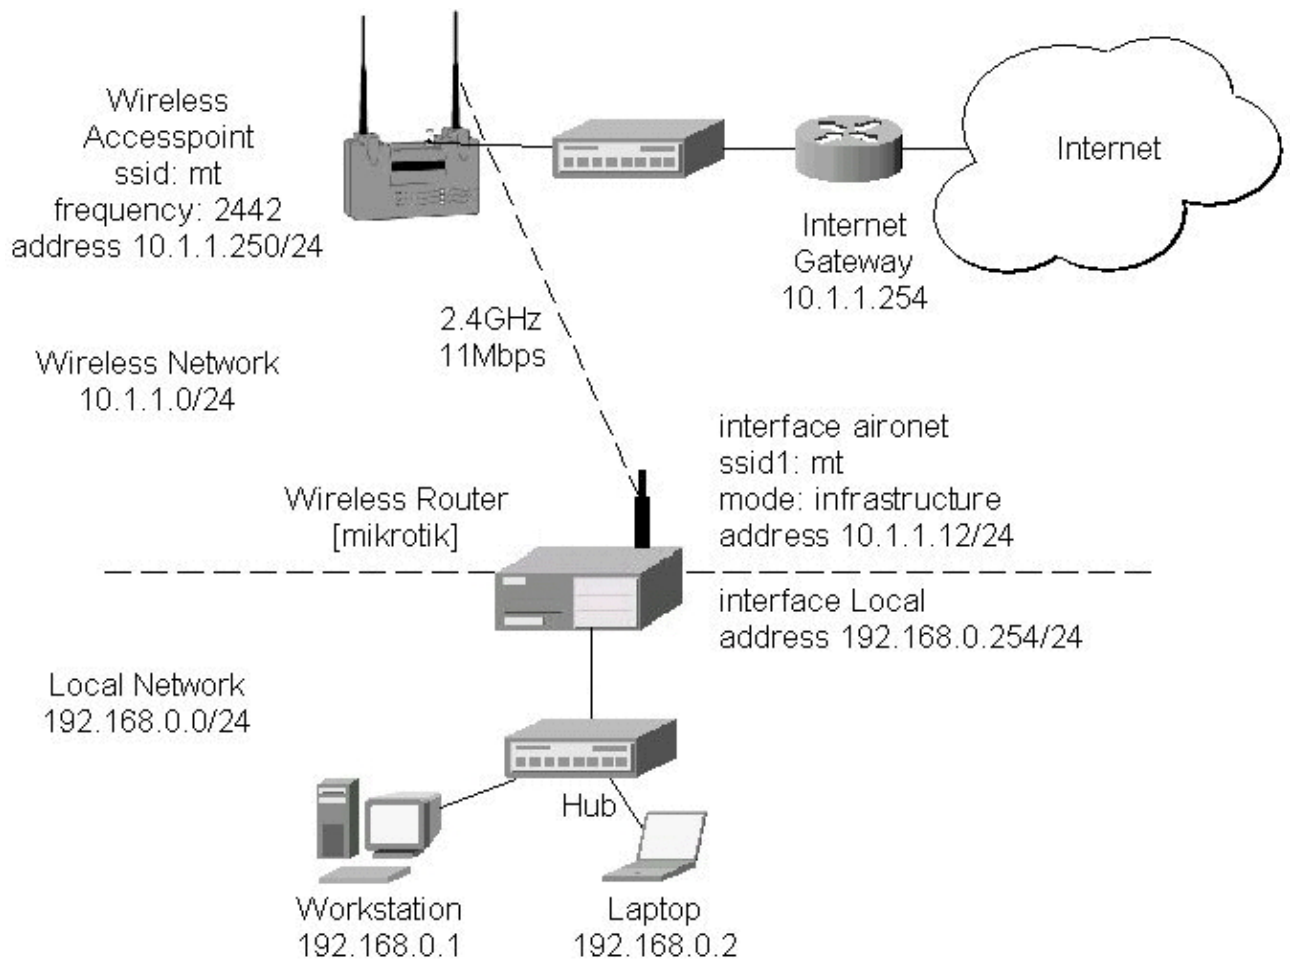 Wireless
Accesspoint
ssid: mt
frequency: 2442
address 10.1.1.250/24
Internet
Internet
Gateway
10.1.1.254
2.4GHz
11Mbps
Wireless Network
10.1.1.0/24
interface aironet
ssid1: mt
mode: infrastructure
address 10.1.1.12/24
Wireless Router
[mikrotik]
interface Local
address 192.168.0.254/24
Local Network
192.168.0.0/24
Hub
Workstation
192.168.0.1
Laptop
192.168.0.2